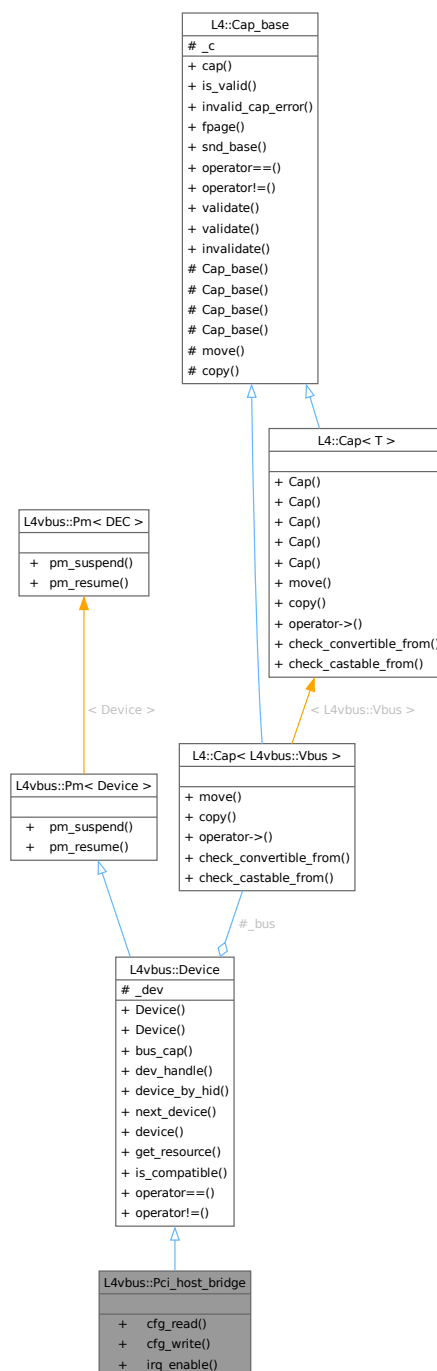 L4::Cap_base
# _c
+ cap()
+ is_valid()
+ invalid_cap_error()
+ fpage()
+ snd_base()
+ operator==()
+ operator!=()
+ validate()
+ validate()
+ invalidate()
# Cap_base()
# Cap_base()
# Cap_base()
# Cap_base()
# move()
# copy()
L4::Cap< T >
+ Cap()
+ Cap()
+ Cap()
+ Cap()
+ Cap()
+ move()
+ copy()
+ operator->()
+ check_convertible_from()
+ check_castable_from()
L4vbus::Pm< DEC >
+ pm_suspend()
+ pm_resume()
< Device >
< L4vbus::Vbus >
L4::Cap< L4vbus::Vbus >
+ move()
+ copy()
+ operator->()
+ check_convertible_from()
+ check_castable_from()
L4vbus::Pm< Device >
+ pm_suspend()
+ pm_resume()
#_bus
L4vbus::Device
# _dev
+ Device()
+ Device()
+ bus_cap()
+ dev_handle()
+ device_by_hid()
+ next_device()
+ device()
+ get_resource()
+ is_compatible()
+ operator==()
+ operator!=()
L4vbus::Pci_host_bridge
+ cfg_read()
+ cfg_write()
+ irq_enable()